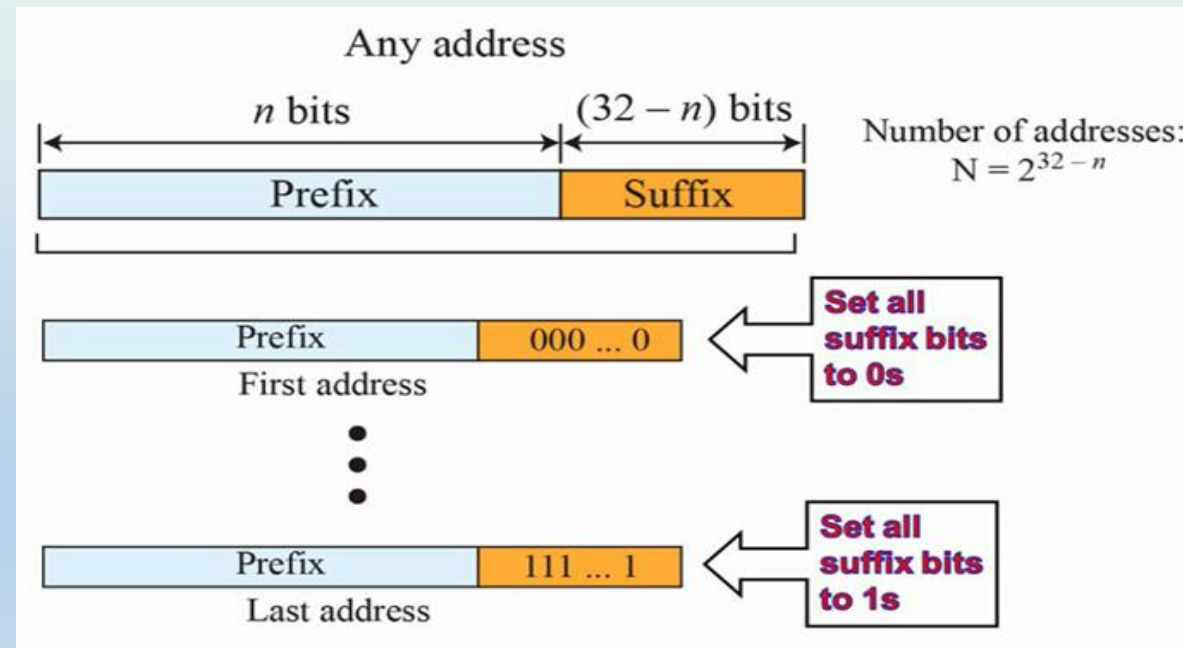 Any address
n bits
(32 – n) bits
Number of addresses:
N = 2^{32 – n}
Prefix
Suffix
Prefix
000 ... 0
First address
Set all
suffix bits
to 0s
Prefix
111 ... 1
Last address
Set all
suffix bits
to 1s